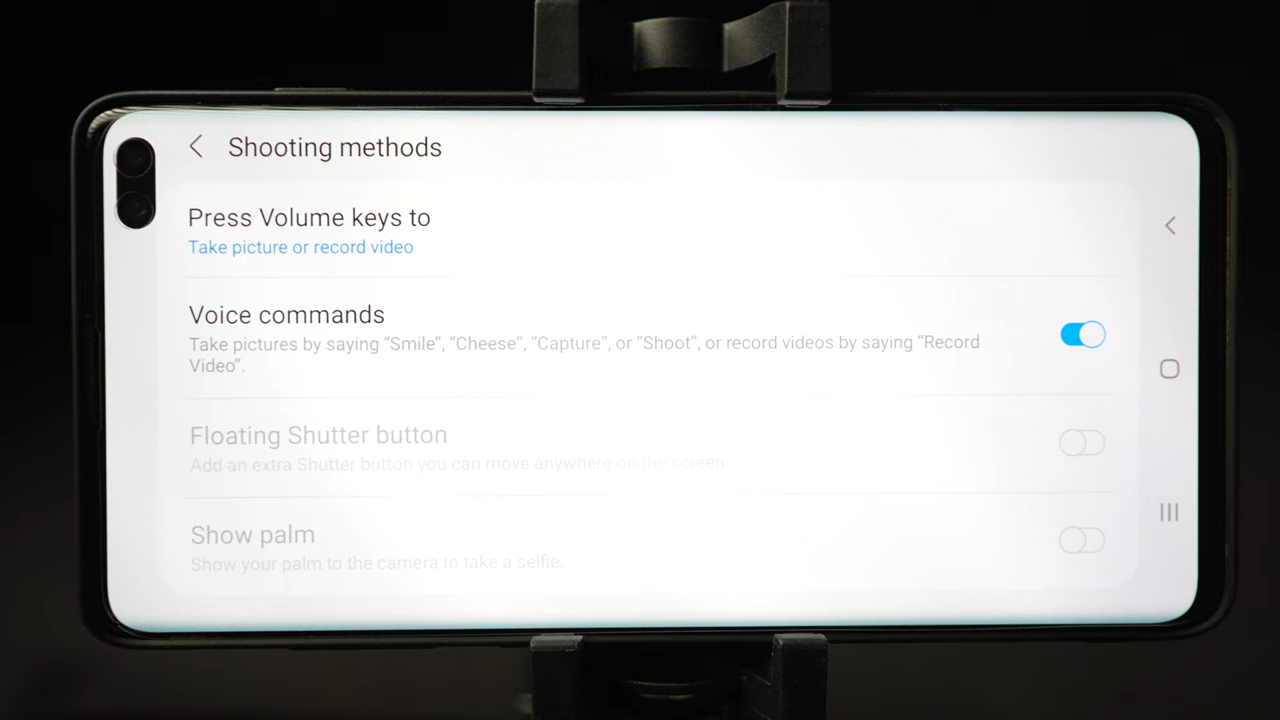 Shooting methods
Press Volume keys to
Take picture or record video
Voice commands
Take pictures by saying “Smile”, “Cheese”, “Capture”, or “Shoot”, or record videos by saying “Record
Video”.
Floating Shutter button
Add an extra Shutter button you can move anywhere on the screen.
Show palm
Show your palm to the camera to take a selfie.